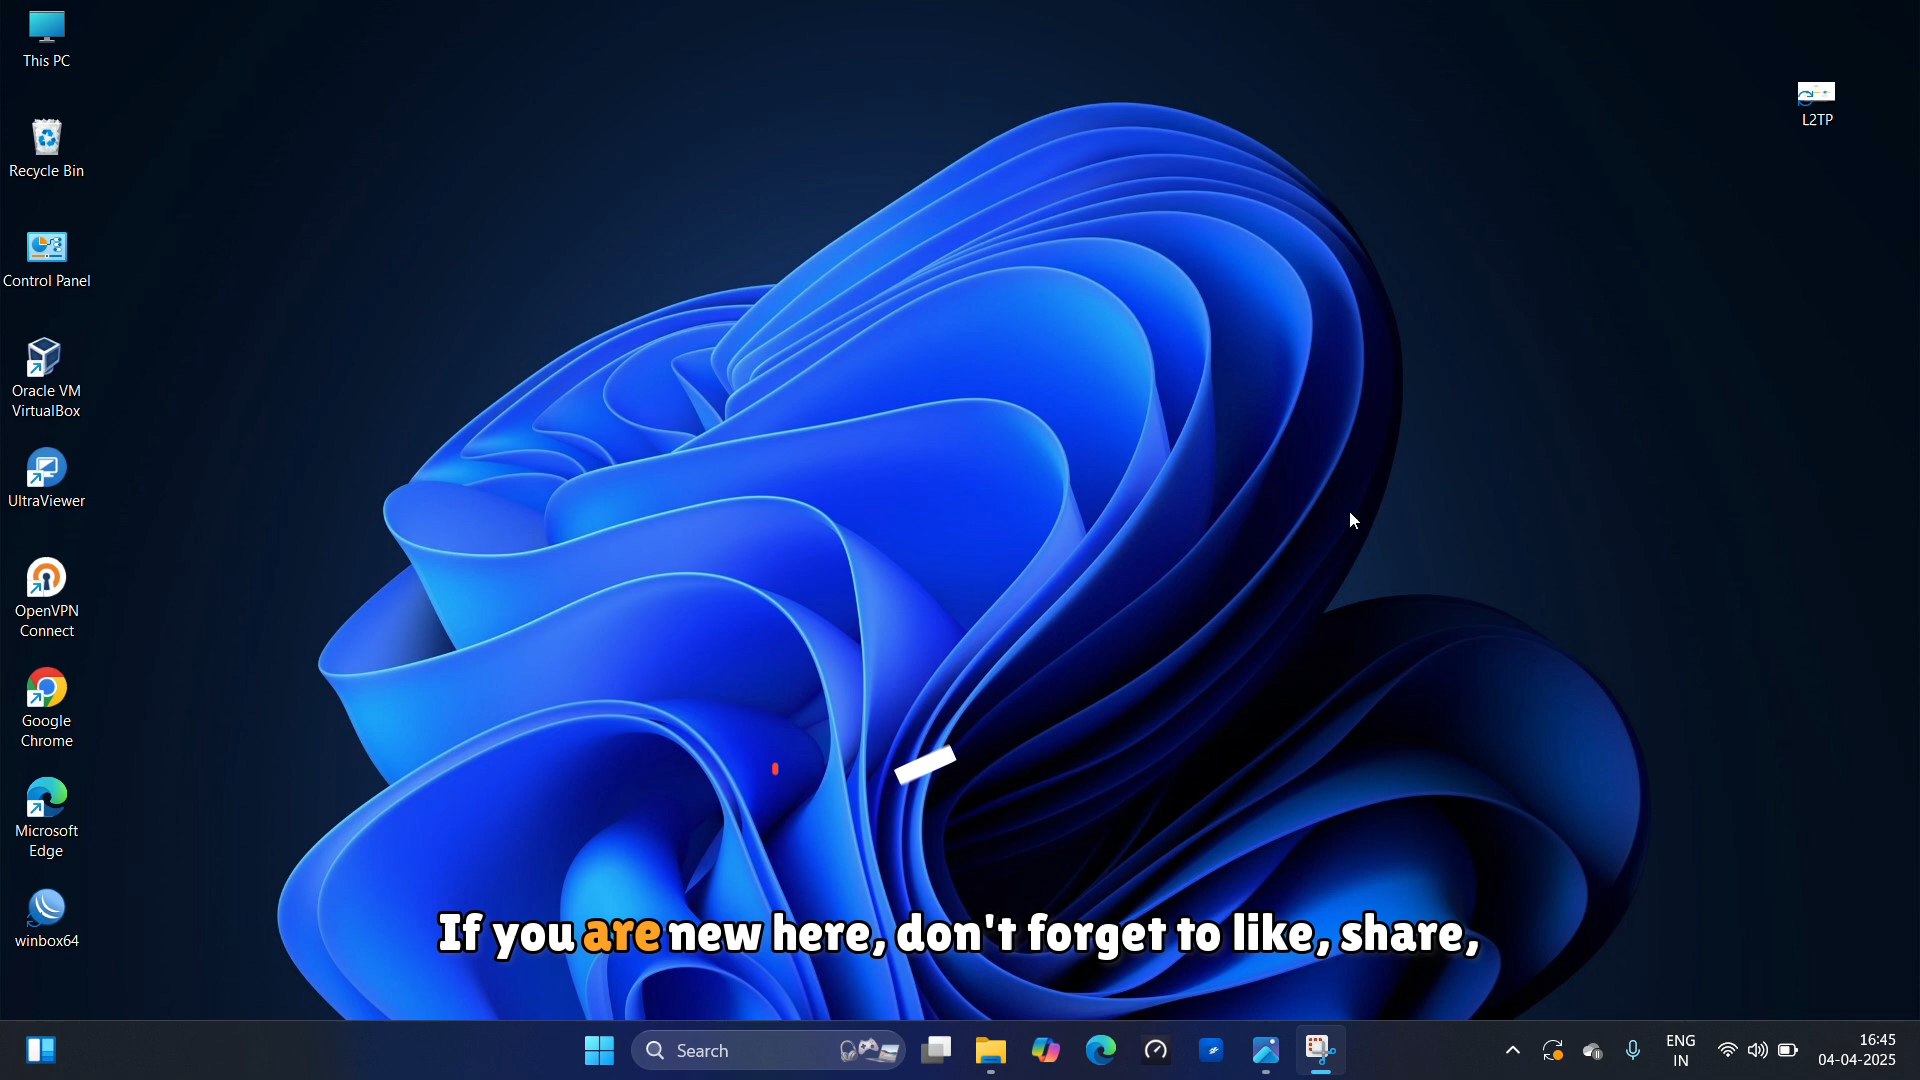 This PC
L2TP
Recycle Bin
Control Panel
Oracle VM
VirtualBox
UltraViewer
OpenVPN
Connect
Google
Chrome
Microsoft
Edge
winbox64
If you are new here, don't forget to like, share,
Search
ENG
IN
16:45
04-04-2025